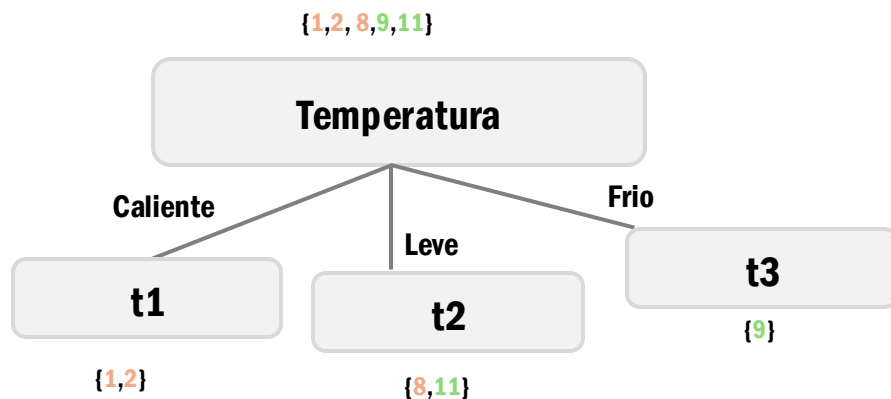 {1,2, 8,9,11}
Temperatura
Caliente
Leve
Frio
t1
t2
t3
{1,2}
{8,11}
{9}